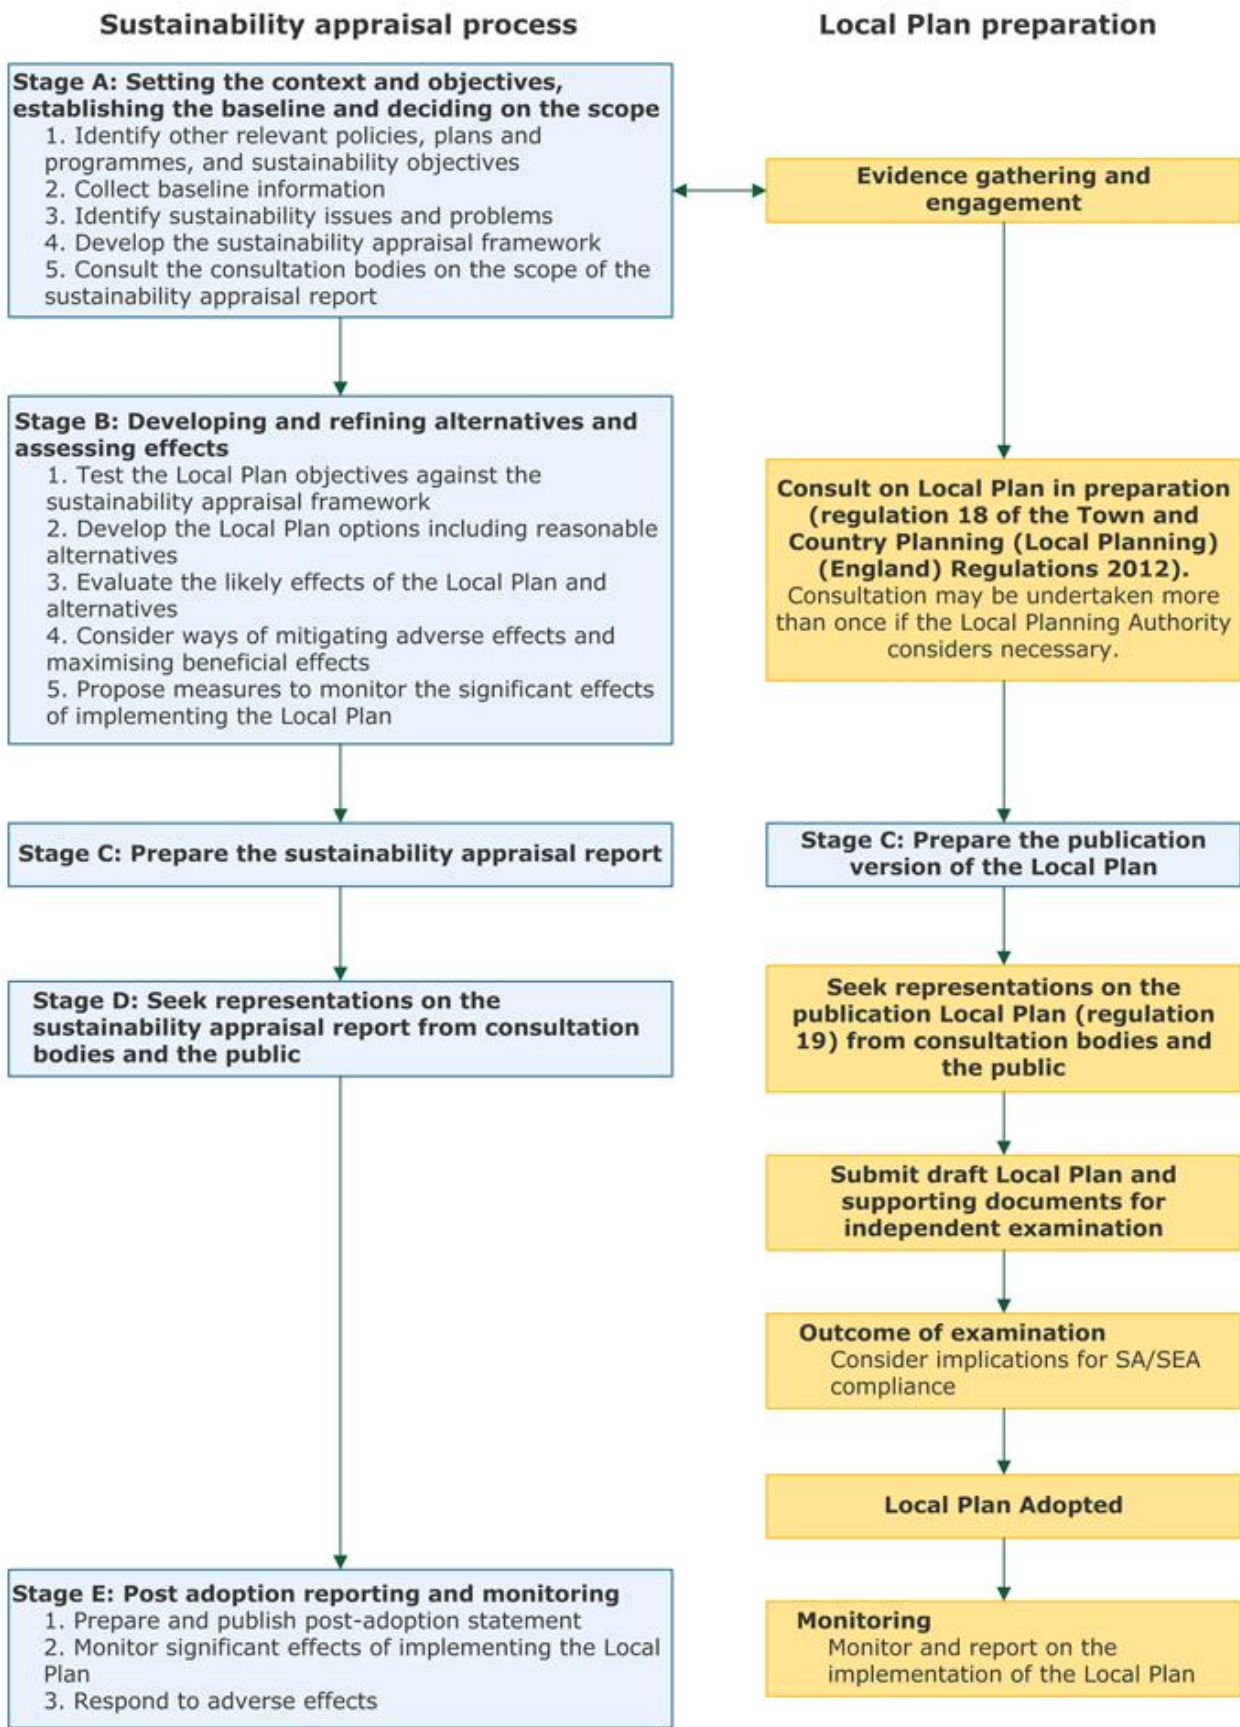 Sustainability appraisal process
Local Plan preparation
Stage A: Setting the context and objectives,
establishing the baseline and deciding on the scope
1. Identify other relevant policies, plans and
programmes, and sustainability objectives
2. Collect baseline information
3. Identify sustainability issues and problems
4. Develop the sustainability appraisal framework
5. Consult the consultation bodies on the scope of the
sustainability appraisal report
Evidence gathering and
engagement
Stage B: Developing and refining alternatives and
assessing effects
1. Test the Local Plan objectives against the
sustainability appraisal framework
2. Develop the Local Plan options including reasonable
alternatives
3. Evaluate the likely effects of the Local Plan and
alternatives
4. Consider ways of mitigating adverse effects and
maximising beneficial effects
5. Propose measures to monitor the significant effects
of implementing the Local Plan
Consult on Local Plan in preparation
(regulation 18 of the Town and
Country Planning (Local Planning)
(England) Regulations 2012).
Consultation may be undertaken more
than once if the Local Planning Authority
considers necessary.
Stage C: Prepare the sustainability appraisal report
Stage C: Prepare the publication
version of the Local Plan
Stage D: Seek representations on the
sustainability appraisal report from consultation
bodies and the public
Seek representations on the
publication Local Plan (regulation
19) from consultation bodies and
the public
Submit draft Local Plan and
supporting documents for
independent examination
Outcome of examination
Consider implications for SA/SEA
compliance
Local Plan Adopted
Stage E: Post adoption reporting and monitoring
1. Prepare and publish post-adoption statement
2. Monitor significant effects of implementing the Local
Plan
3. Respond to adverse effects
Monitoring
Monitor and report on the
implementation of the Local Plan